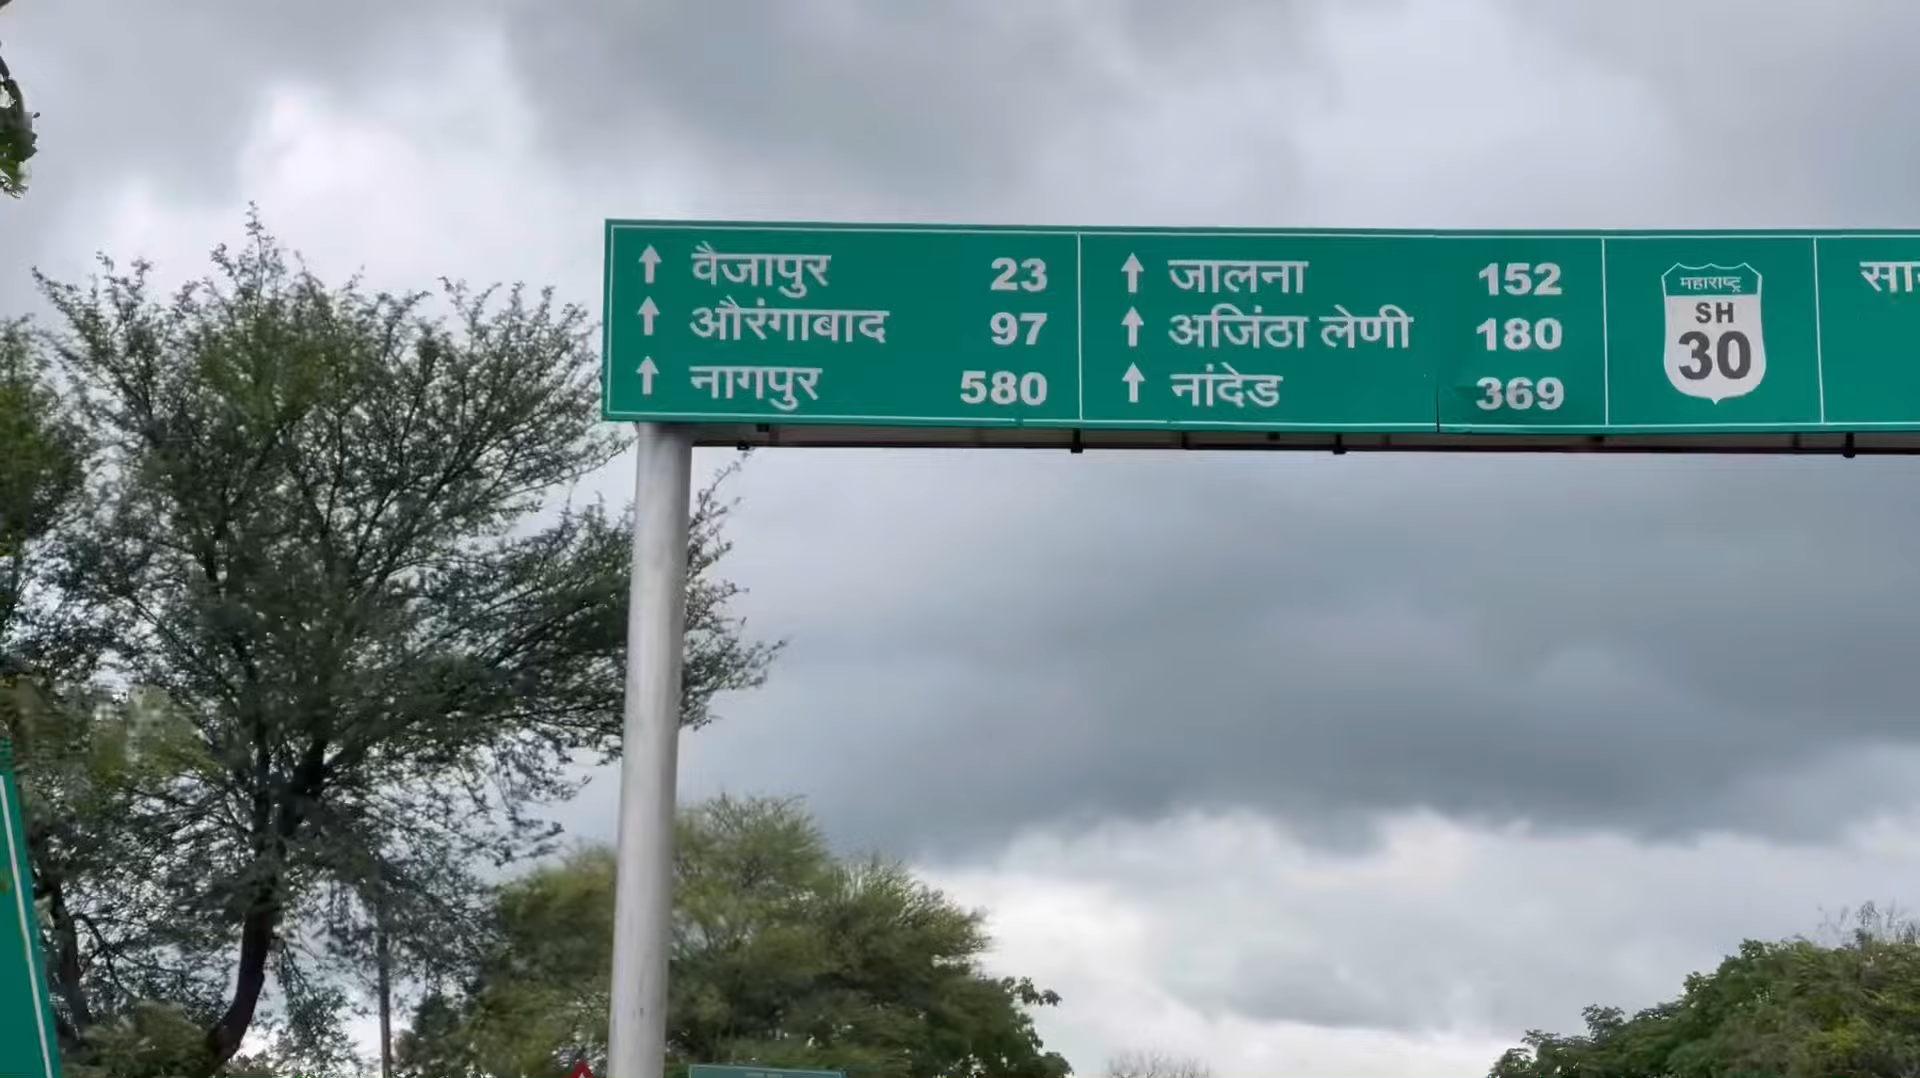 वैजापुर 23
औरंगाबाद 97
नागपुर 580
जालना 152
अजिंठा लेणी 180
नांदेड 369
महाराष्ट्र
SH
30